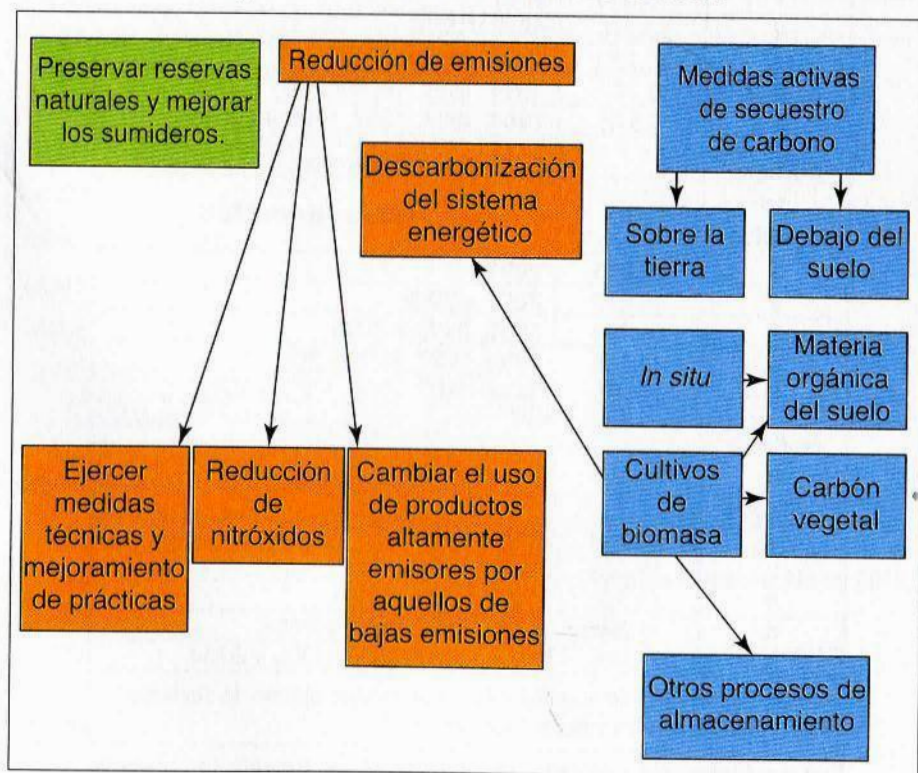 Preservar reservas
naturales y mejorar
los sumideros.
Reducción de emisiones
Medidas activas
de secuestro
de carbono
Descarbonización
del sistema
energético
Sobre la
tierra
Debajo del
suelo
In situ
Materia
orgánica
del suelo
Ejercer
medidas
técnicas y
mejoramiento
de prácticas
Reducción
de
nitróxidos
Cambiar el uso
de productos
altamente
emisores por
aquellos de
bajas emisiones
Cultivos
de
biomasa
Carbón
vegetal
Otros procesos de
almacenamiento